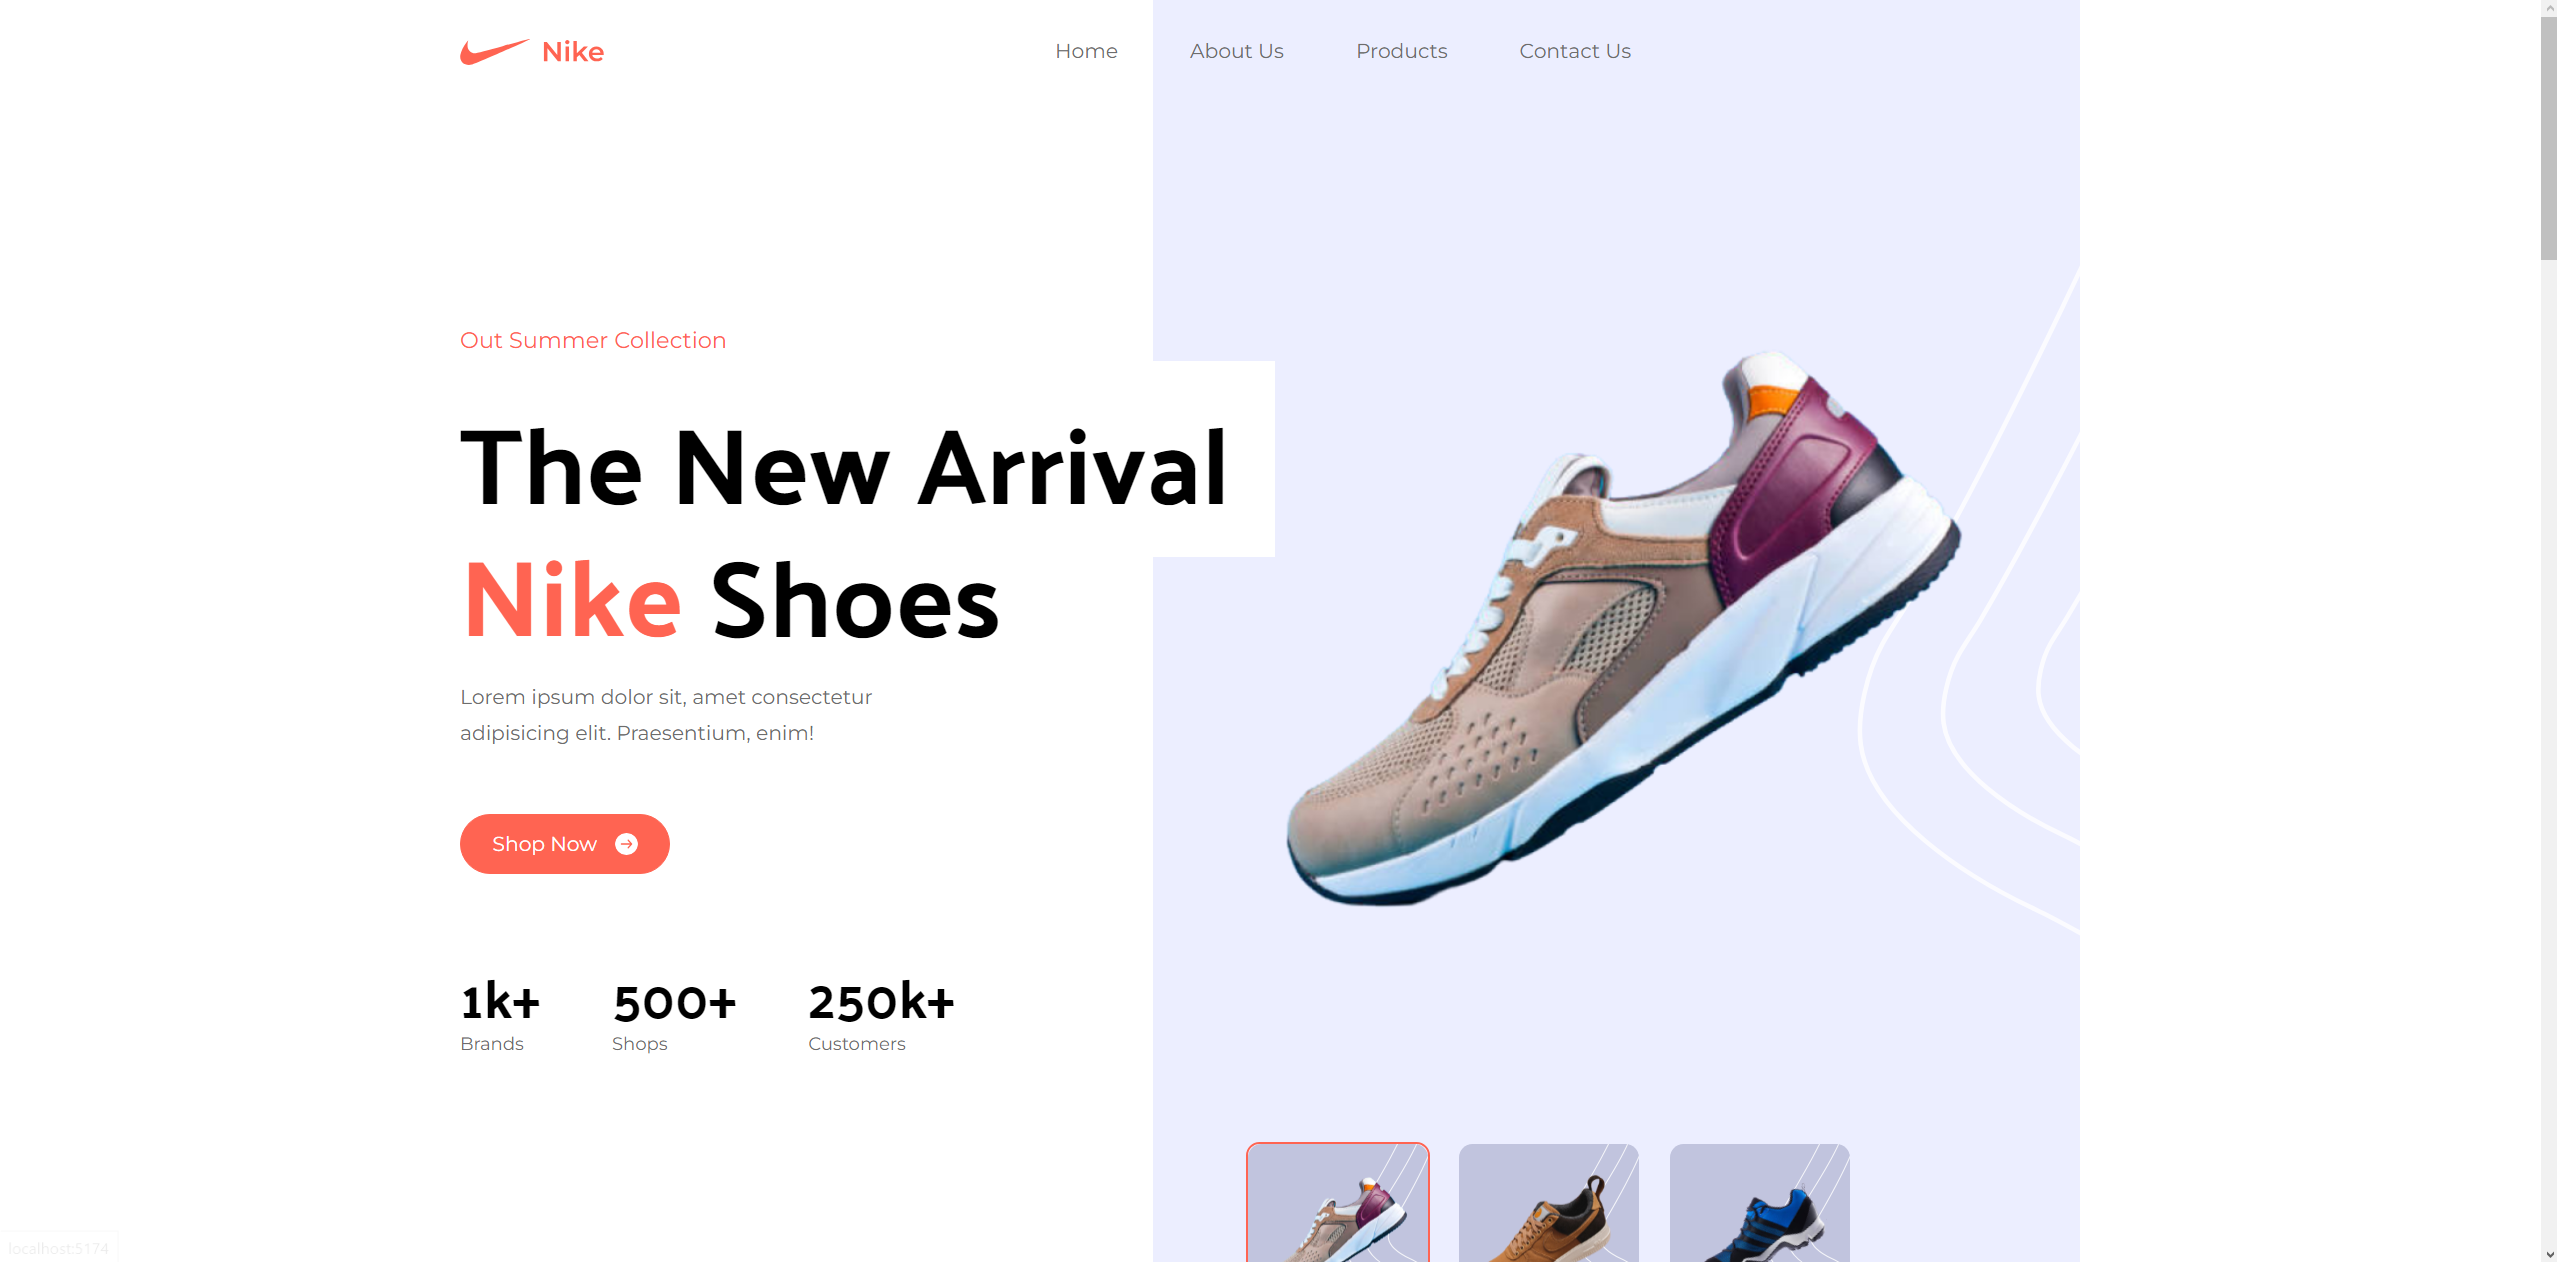 Nike
Home
About Us
Products
Contact Us
Out Summer Collection
The New Arrival
Nike Shoes
Lorem ipsum dolor sit, amet consectetur
adipisicing elit. Praesentium, enim!
Shop Now
1k+
Brands
500+
Shops
250k+
Customers
localhost:5174